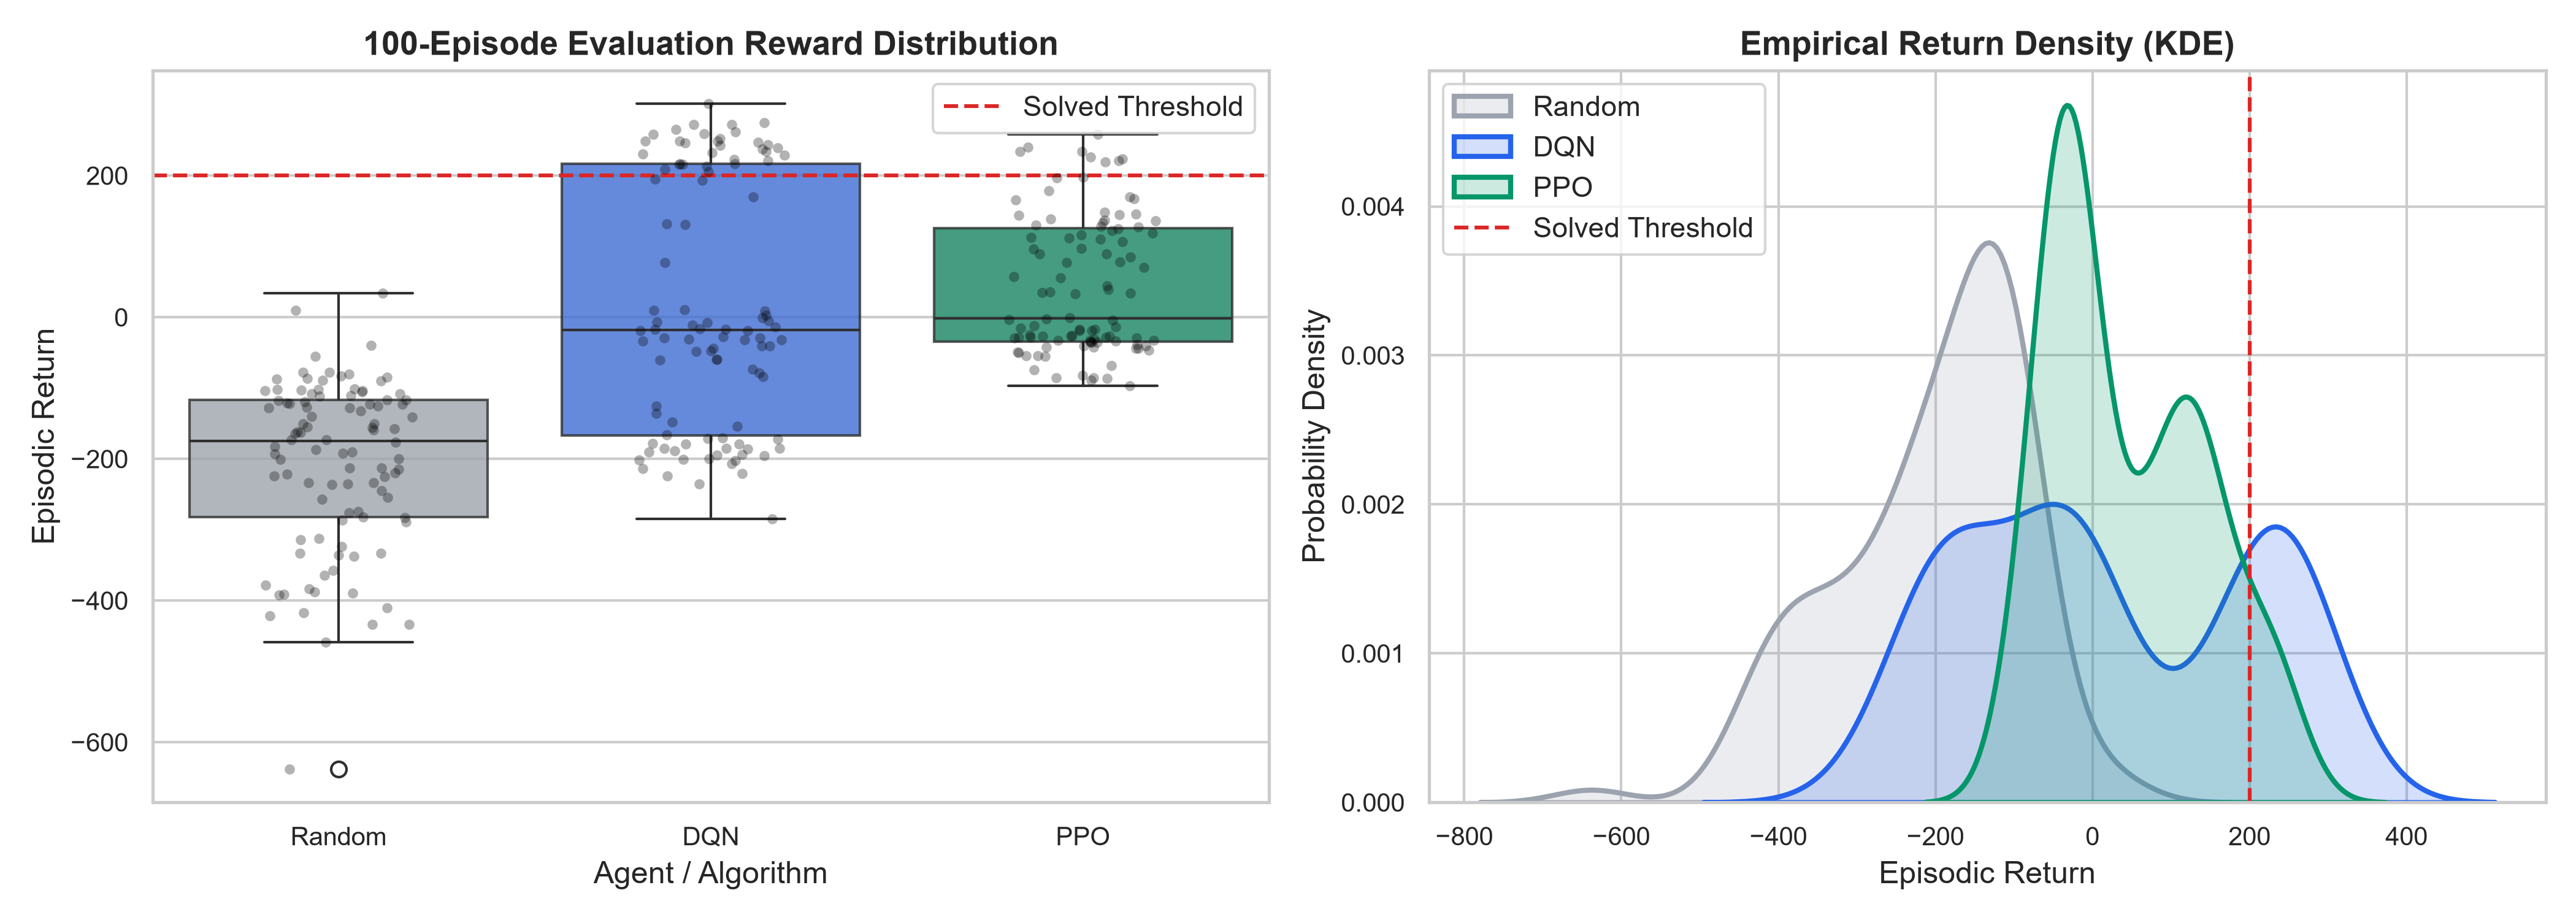 100-Episode Evaluation Reward Distribution
Solved Threshold
Episodic Return
200
0
−200
−400
−600
Random
DQN
PPO
Agent / Algorithm
Empirical Return Density (KDE)
Random
DQN
PPO
Solved Threshold
Probability Density
0.004
0.003
0.002
0.001
0.000
−800
−600
−400
−200
0
200
400
Episodic Return